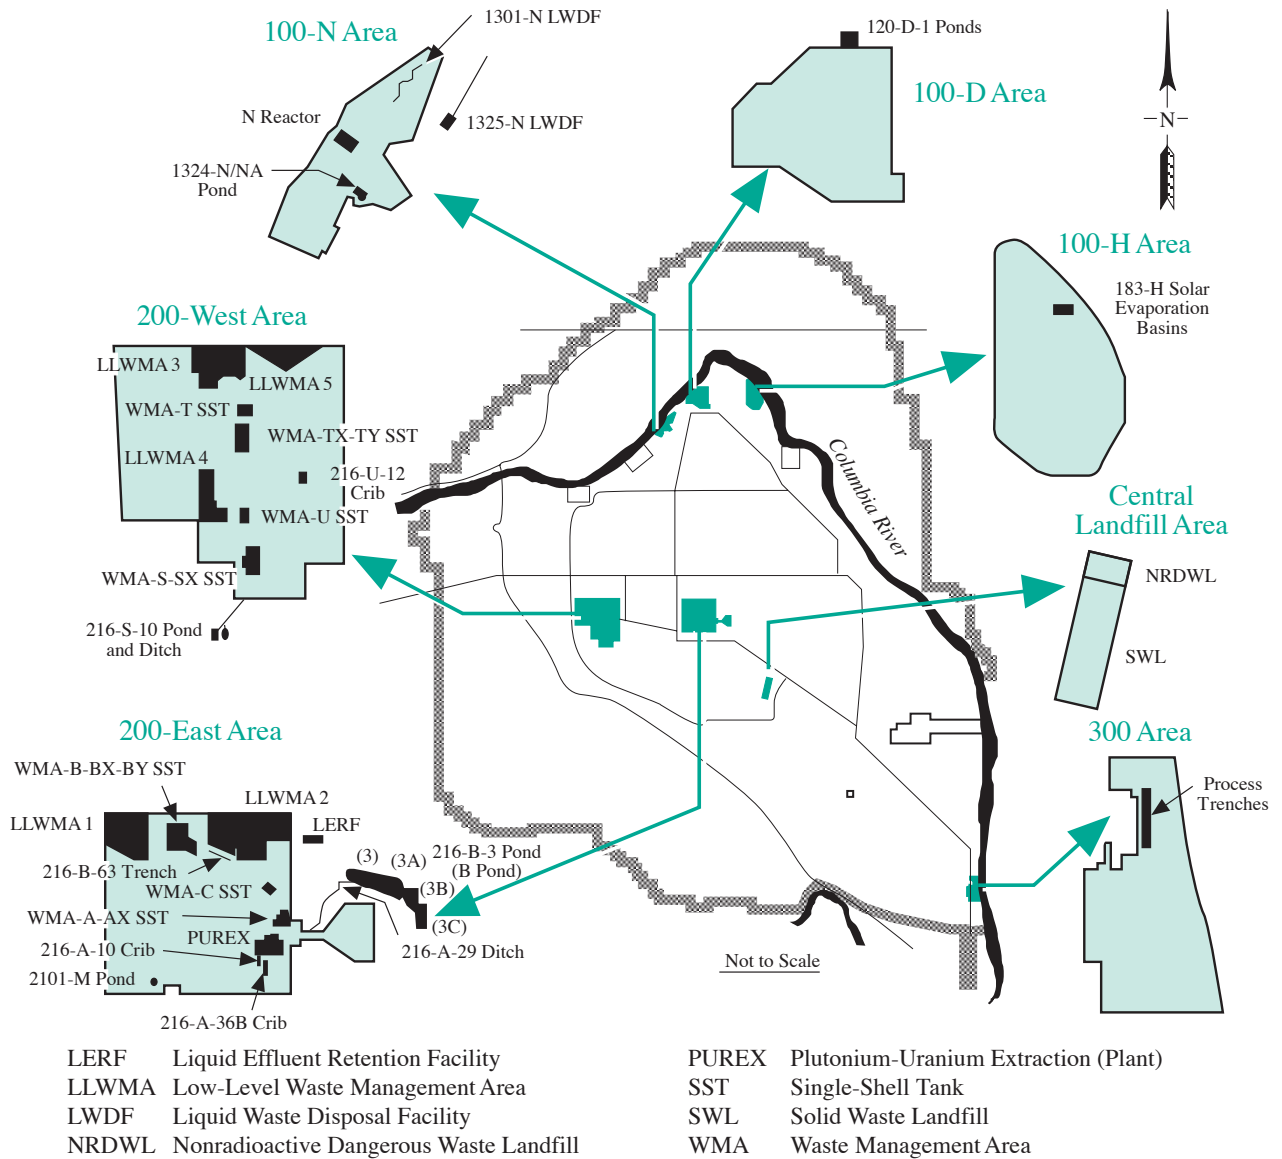 100-N Area
1301-N LWDF
N Reactor
1325-N LWDF
1324-N/NA
Pond
120-D-1 Ponds
100-D Area
N
100-H Area
183-H Solar
Evaporation
Basins
200-West Area
LLWMA 3
LLWMA 5
WMA-T SST
WMA-TX-TY SST
LLWMA 4
216-U-12
Crib
WMA-U SST
WMA-S-SX SST
216-S-10 Pond
and Ditch
Columbia River
Central
Landfill Area
NRDWL
SWL
200-East Area
WMA-B-BX-BY SST
LLWMA 2
LLWMA 1
LERF
216-B-63 Trench
WMA-C SST
(3)
(3A)
216-B-3 Pond
(B Pond)
(3B)
(3C)
WMA-A-AX SST
PUREX
216-A-10 Crib
216-A-29 Ditch
2101-M Pond
216-A-36B Crib
300 Area
Process
Trenches
Not to Scale
LERF Liquid Effluent Retention Facility
LLWMA Low-Level Waste Management Area
LWDF Liquid Waste Disposal Facility
NRDWL Nonradioactive Dangerous Waste Landfill
PUREX Plutonium-Uranium Extraction (Plant)
SST Single-Shell Tank
SWL Solid Waste Landfill
WMA Waste Management Area